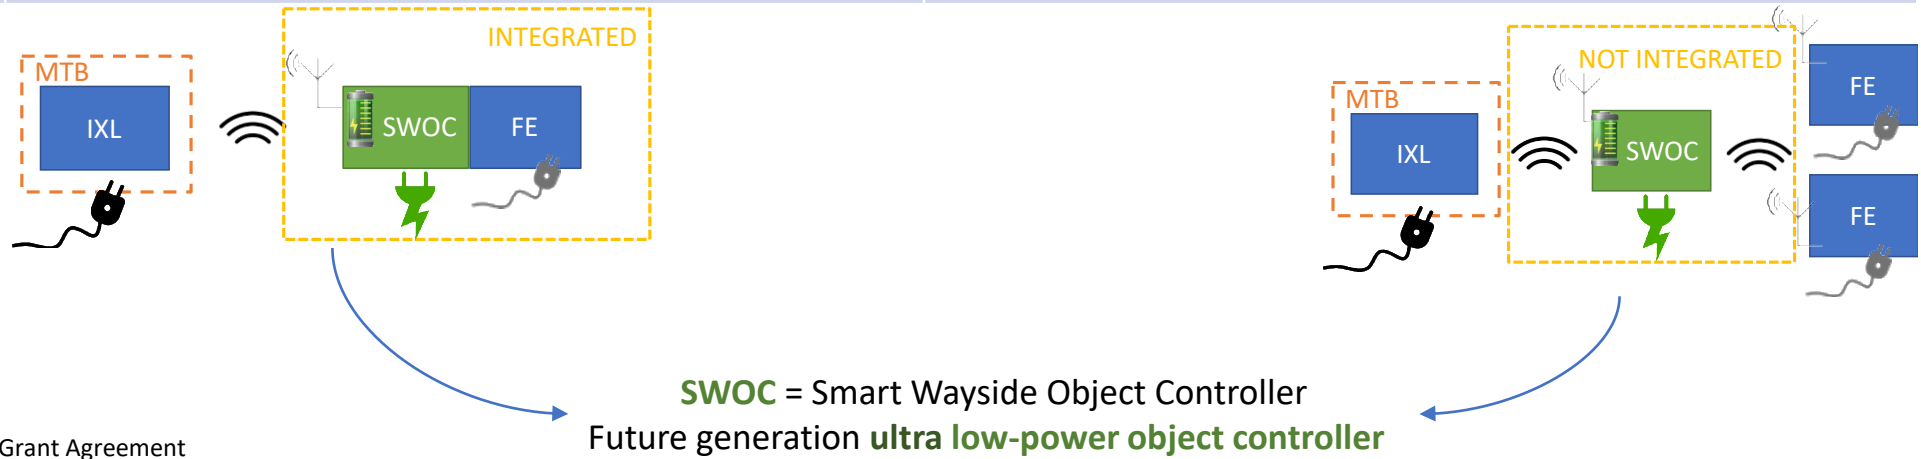 INTEGRATED
MTB
IXL
SWOC
FE
NOT INTEGRATED
MTB
IXL
SWOC
FE
FE
SWOC = Smart Wayside Object Controller
Future generation ultra low-power object controller
Grant Agreement